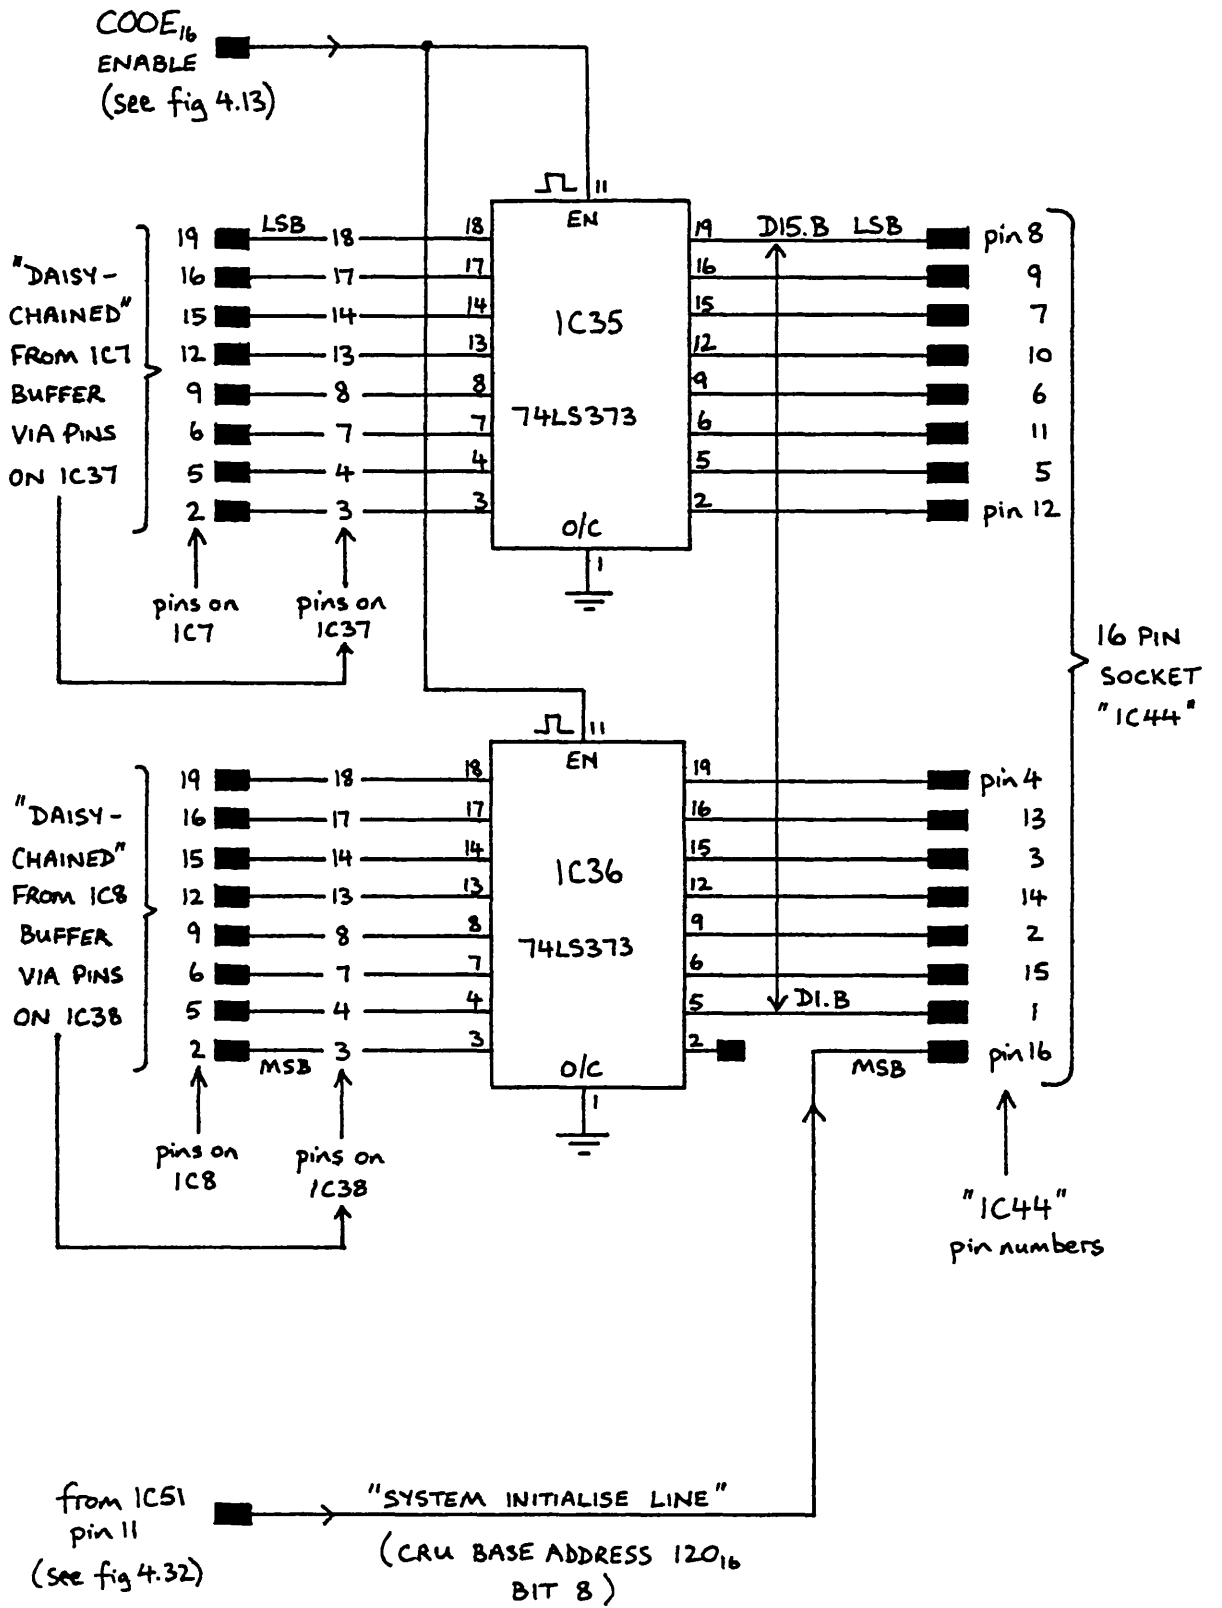 COOE16
ENABLE
(see fig 4.13)
11
EN
"DAISY-
CHAINED"
FROM IC7
BUFFER
VIA PINS
ON IC37
19 LSB 18 18 19 D15.B LSB pin 8
16 17 17 16 9
15 14 14 15 7
12 13 13 12 10
9 8 8 9 6
6 7 7 6 11
5 4 4 5 5
2 3 3 2 pin 12
IC35
74LS373
O/C
1
pins on
IC7
pins on
IC37
16 PIN
SOCKET
"IC44"
11
EN
"DAISY-
CHAINED"
FROM IC8
BUFFER
VIA PINS
ON IC38
19 18 18 19 pin 4
16 17 17 16 13
15 14 14 15 3
12 13 13 12 14
9 8 8 9 2
6 7 7 6 15
5 4 4 5 D1.B 1
2 MSB 3 3 2 MSB pin 16
IC36
74LS373
O/C
1
pins on
IC8
pins on
IC38
"IC44"
pin numbers
from IC51
pin 11
(see fig 4.32)
"SYSTEM INITIALISE LINE"
(CRU BASE ADDRESS 12016
BIT 8)